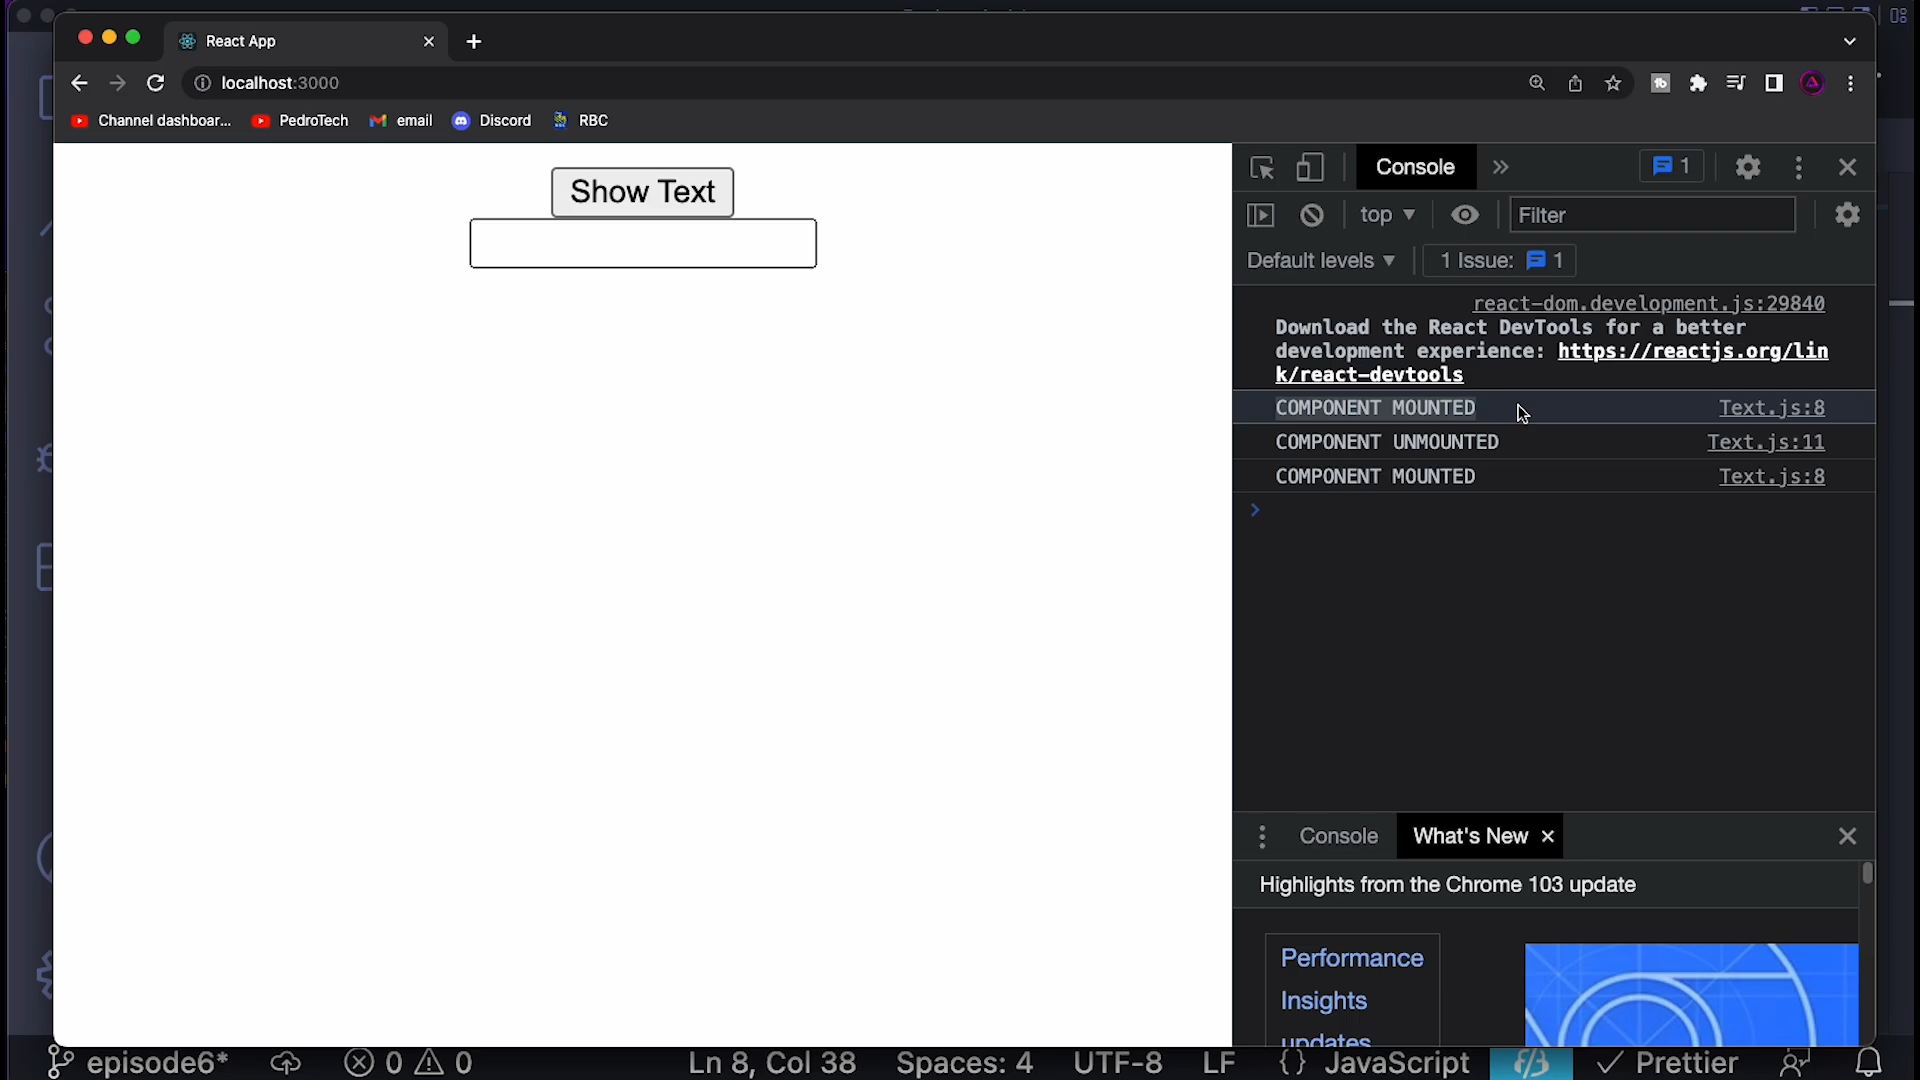 React App
localhost:3000
Channel dashboar...
PedroTech
email
Discord
RBC
Show Text
Console
1
top
Filter
Default levels
1 Issue:
1
react-dom.development.js:29840
Download the React DevTools for a better
development experience: https://reactjs.org/lin
k/react-devtools
COMPONENT MOUNTED
Text.js:8
COMPONENT UNMOUNTED
Text.js:11
COMPONENT MOUNTED
Text.js:8
Console
What's New
Highlights from the Chrome 103 update
Performance
Insights
updates
episode6*
0
0
Ln 8, Col 38
Spaces: 4
UTF-8
LF
{} JavaScript
Prettier